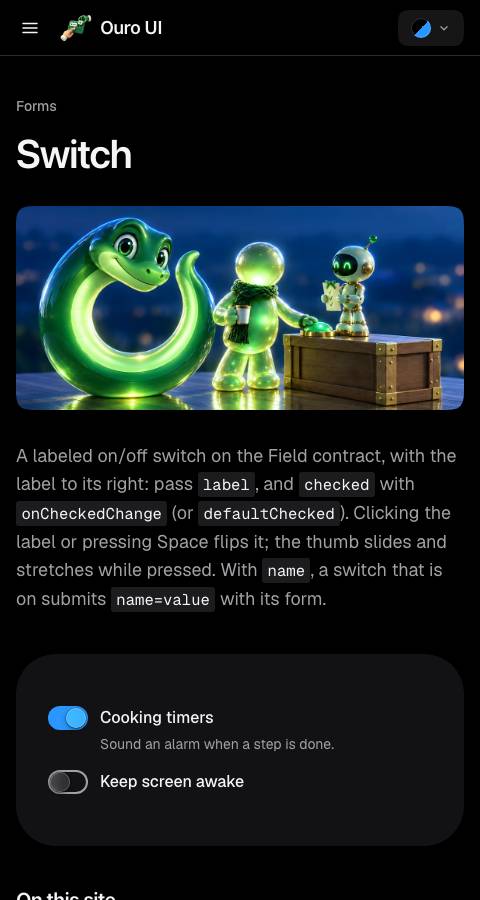 Ouro UI
Forms
Switch
A labeled on/off switch on the Field contract, with the
label to its right: pass label, and checked with
onCheckedChange (or defaultChecked). Clicking the
label or pressing Space flips it; the thumb slides and
stretches while pressed. With name, a switch that is
on submits name=value with its form.
Cooking timers
Sound an alarm when a step is done.
Keep screen awake
On this site